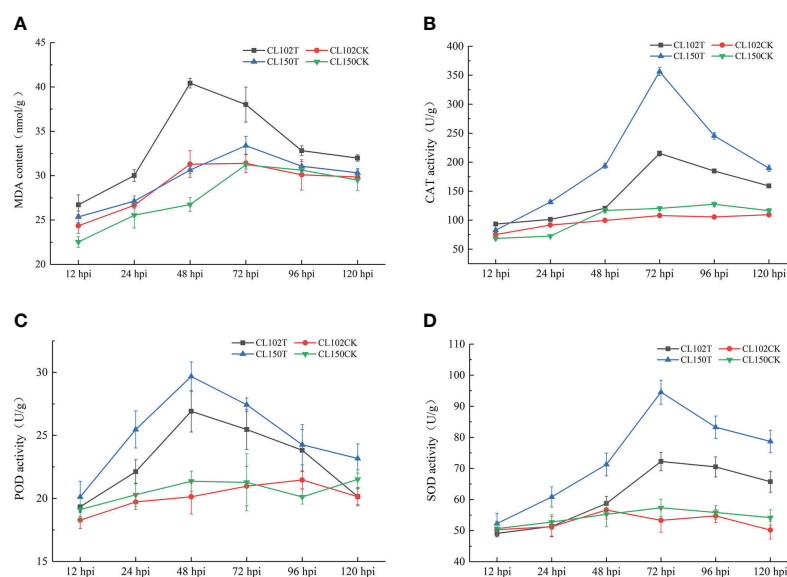 A
CL102T CL102CK
CL150T CL150CK
MDA content（nmol/g）
45
40
35
30
25
20
12 hpi 24 hpi 48 hpi 72 hpi 96 hpi 120 hpi
B
CL102T CL102CK
CL150T CL150CK
CAT activity（U/g）
400
350
300
250
200
150
100
50
12 hpi 24 hpi 48 hpi 72 hpi 96 hpi 120 hpi
C
CL102T CL102CK
CL150T CL150CK
POD activity (U/g)
30
25
20
15
12 hpi 24 hpi 48 hpi 72 hpi 96 hpi 120 hpi
D
CL102T CL102CK
CL150T CL150CK
SOD activity (U/g)
110
100
90
80
70
60
50
40
12 hpi 24 hpi 48 hpi 72 hpi 96 hpi 120 hpi